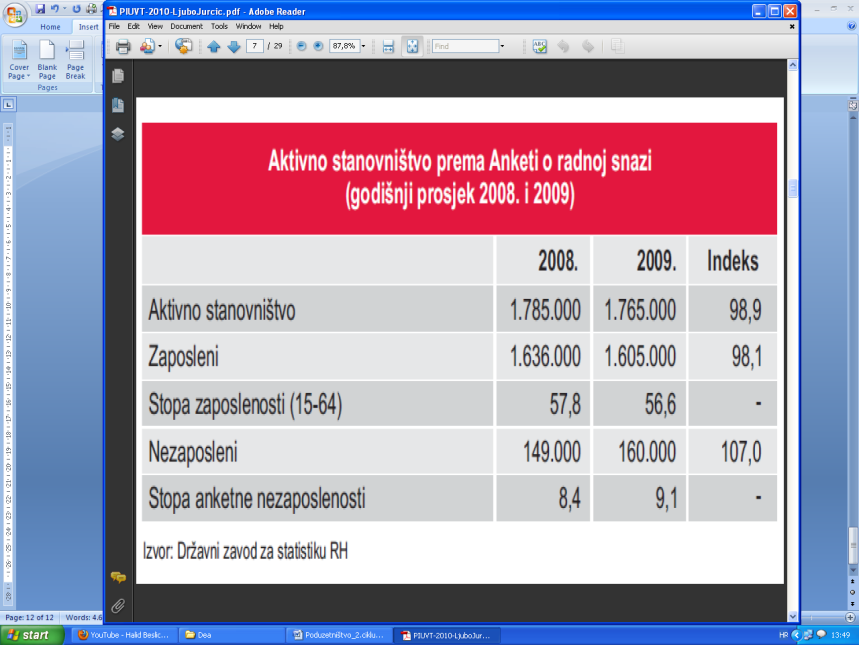 PIUVT-2010-LjuboJurcic.pdf - Adobe Reader
Home Insert
File Edit View Document Tools Window Help
7 / 29 87,8% Find
Cover Page Blank Page Page Break
Pages
Aktivno stanovništvo prema Anketi o radnoj snazi
(godišnji prosjek 2008. i 2009)
2008. 2009. Indeks
Aktivno stanovništvo 1.785.000 1.765.000 98,9
Zaposleni 1.636.000 1.605.000 98,1
Stopa zaposlenosti (15-64) 57,8 56,6 -
Nezaposleni 149.000 160.000 107,0
Stopa anketne nezaposlenosti 8,4 9,1 -
Izvor: Državni zavod za statistiku RH
Page: 12 of 12 Words: 4.6
start YouTube - Halid Beslic... Dea Poduzetništvo_2.ciklu... PIUVT-2010-LjuboJur... HR 13:49